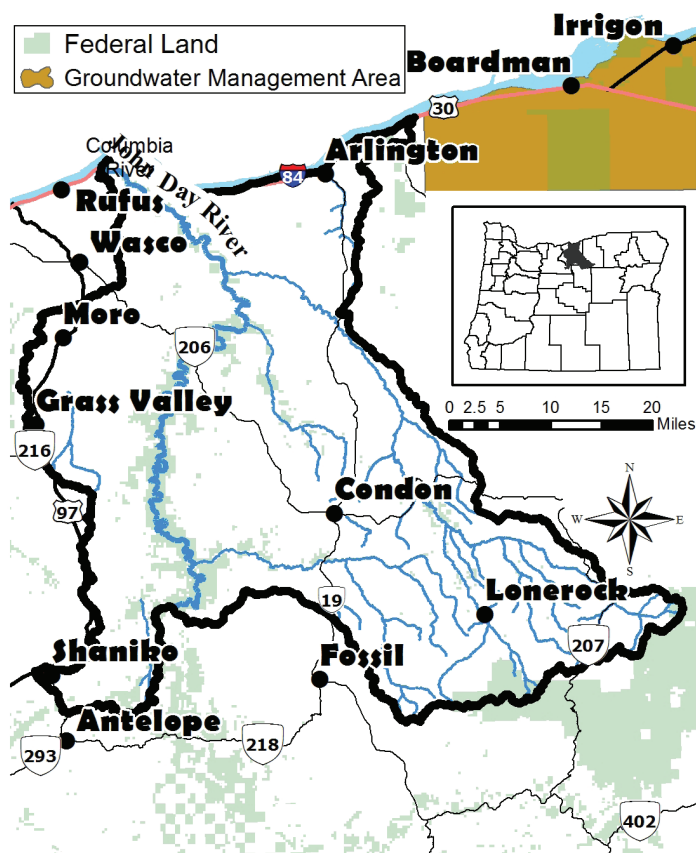 Federal Land
Groundwater Management Area
Irrigon
Boardman
30
Columbia
River
John Day River
84
Arlington
Rufus
Wasco
Moro
206
Grass Valley
216
0 2.5 5 10 15 20
Miles
97
Condon
N
W E
S
19
Lonerock
207
Shaniko
Fossil
Antelope
293
218
402